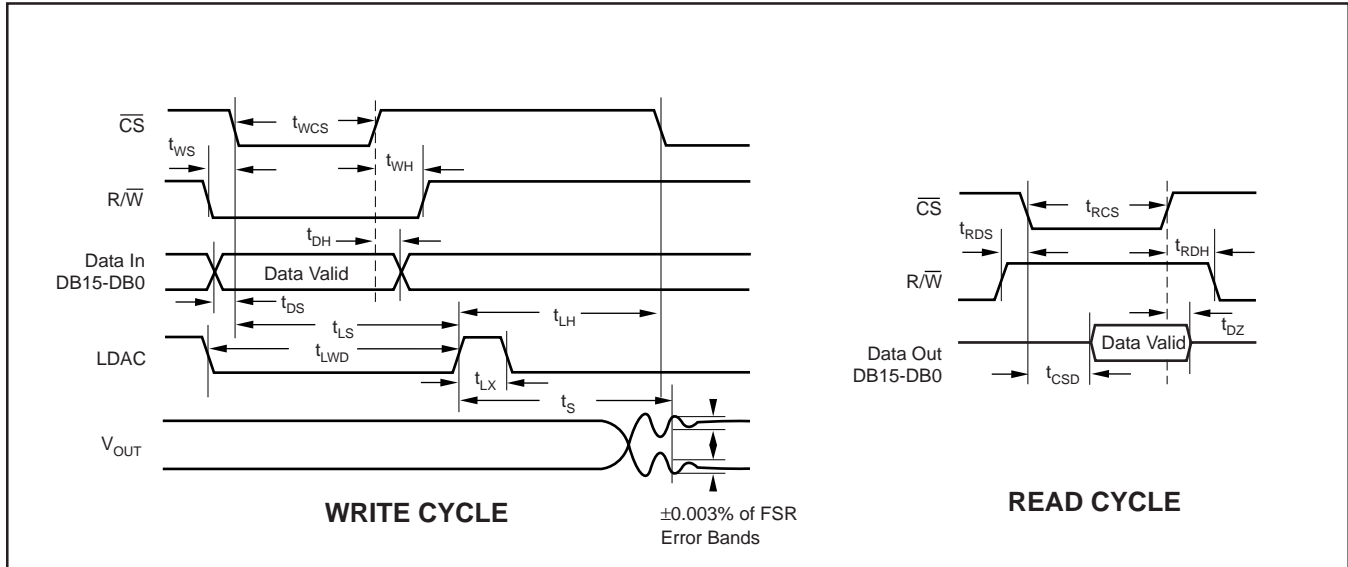 CS
tWCS
tWS
tWH
R/W
tDH
Data In
DB15-DB0
Data Valid
tDS
tLS
tLH
LDAC
tLWD
tLX
tS
VOUT
WRITE CYCLE
±0.003% of FSR
Error Bands
CS
tRCS
tRDS
tRDH
R/W
tDZ
Data Out
DB15-DB0
Data Valid
tCSD
READ CYCLE